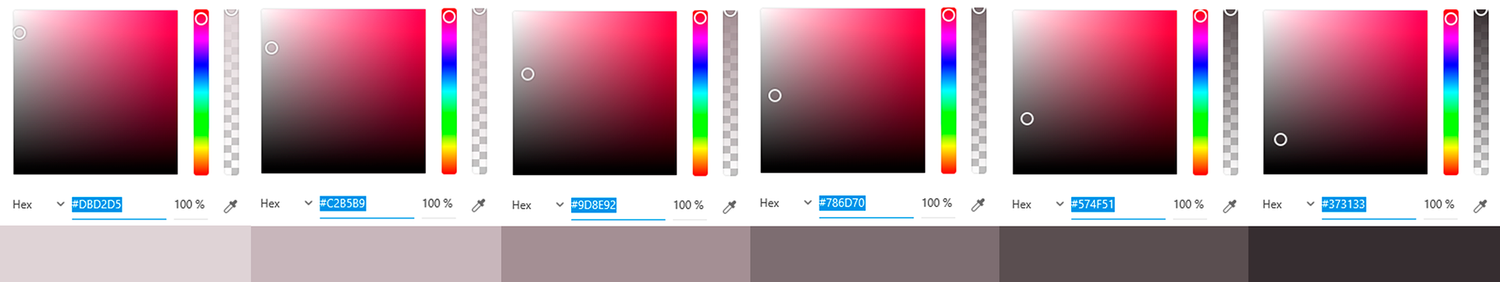 Hex #DBD2D5 100 %
Hex #C2B5B9 100 %
Hex #9D8E92 100 %
Hex #786D70 100 %
Hex #574F51 100 %
Hex #373133 100 %